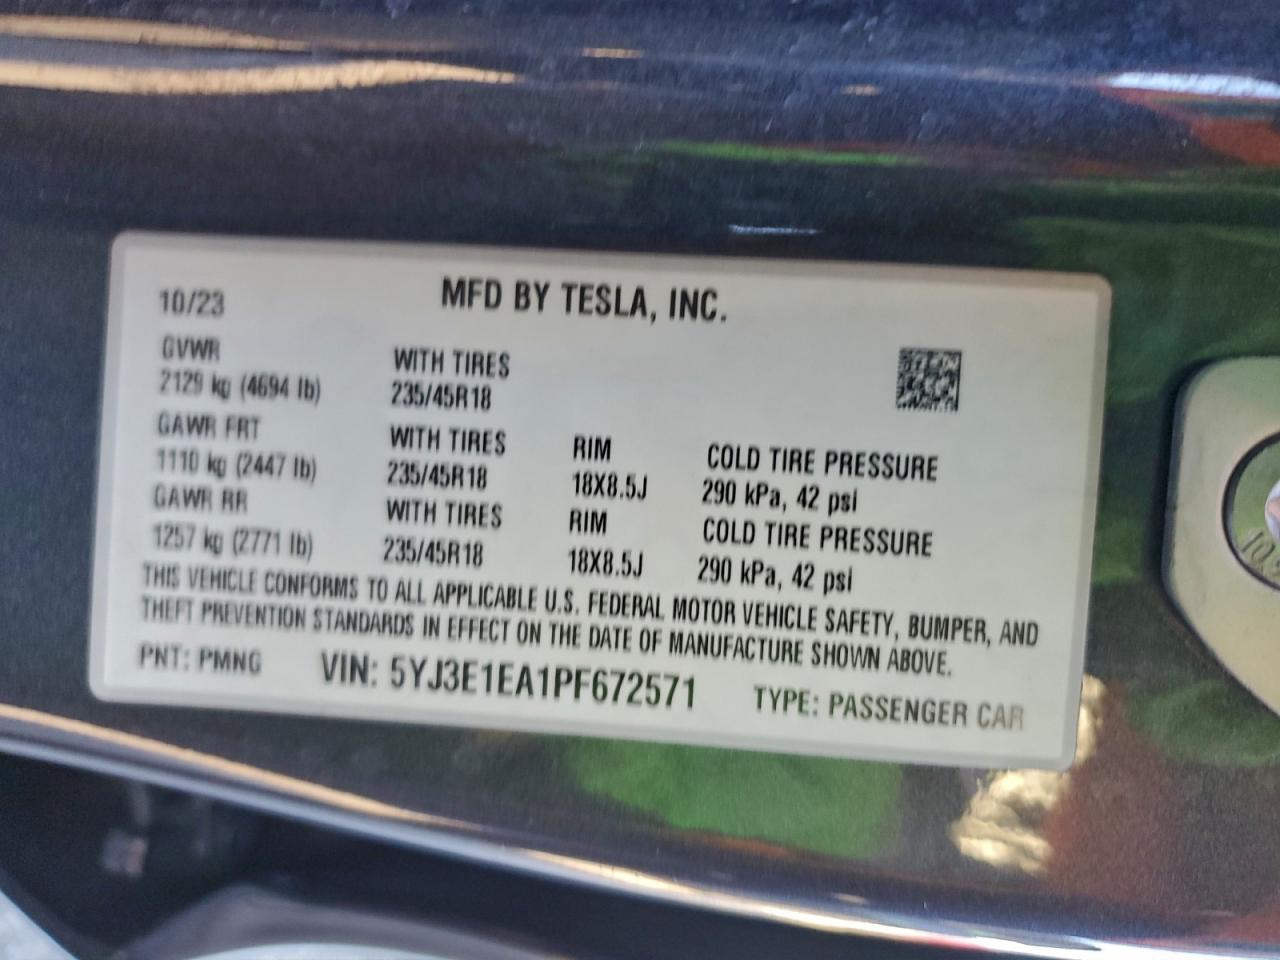 10/23 MFD BY TESLA, INC.
GVWR WITH TIRES
2129 kg (4694 lb) 235/45R18
GAWR FRT WITH TIRES RIM COLD TIRE PRESSURE
1110 kg (2447 lb) 235/45R18 18X8.5J 290 kPa, 42 psi
GAWR RR WITH TIRES RIM COLD TIRE PRESSURE
1257 kg (2771 lb) 235/45R18 18X8.5J 290 kPa, 42 psi
THIS VEHICLE CONFORMS TO ALL APPLICABLE U.S. FEDERAL MOTOR VEHICLE SAFETY, BUMPER, AND
THEFT PREVENTION STANDARDS IN EFFECT ON THE DATE OF MANUFACTURE SHOWN ABOVE.
PNT: PMNG VIN: 5YJ3E1EA1PF672571 TYPE: PASSENGER CAR